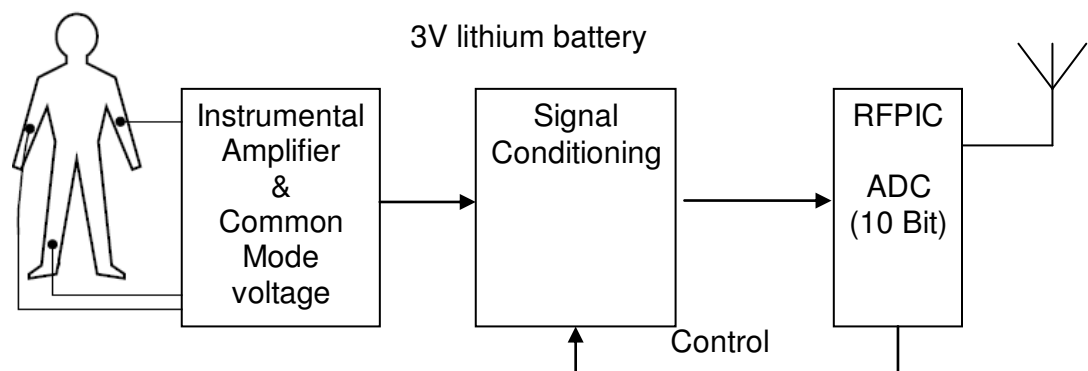 3V lithium battery
Instrumental
Amplifier
&
Common
Mode
voltage
Signal
Conditioning
RFPIC
ADC
(10 Bit)
Control